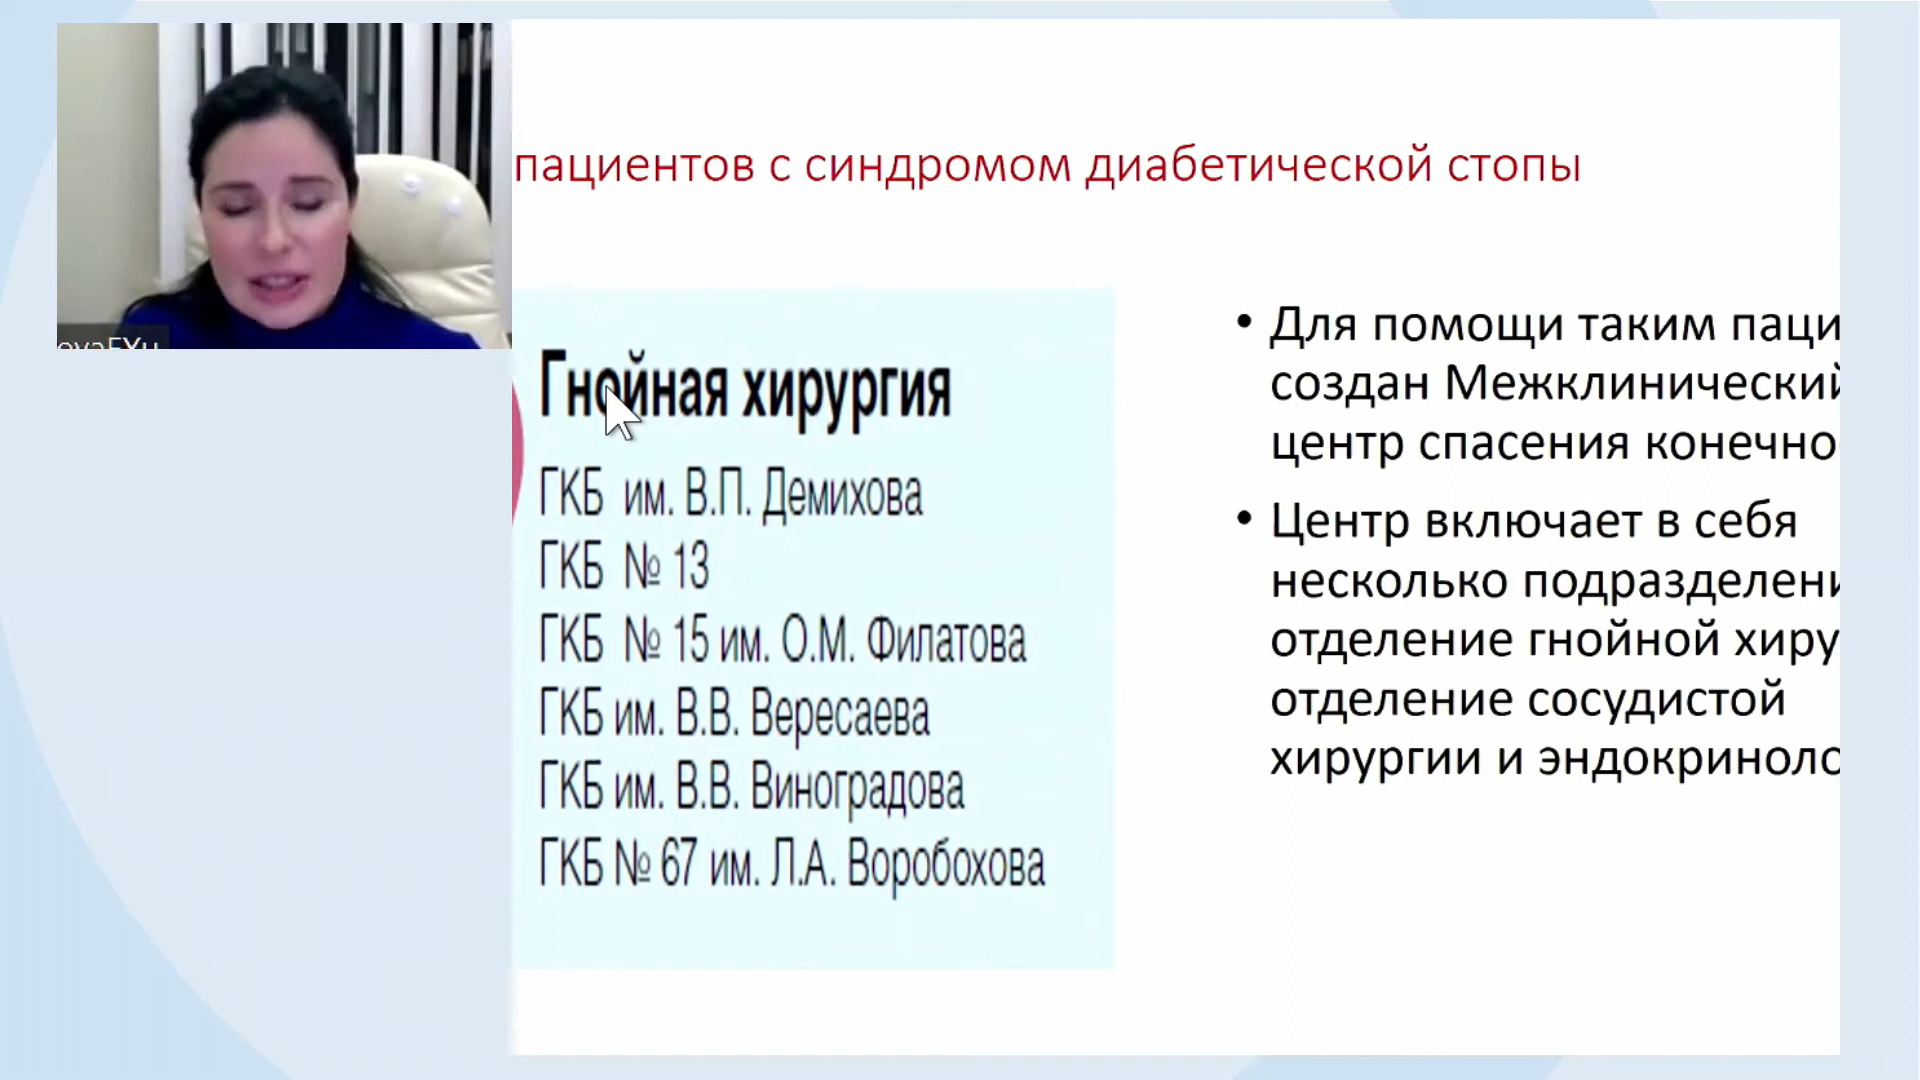 пациентов с синдромом диабетической стопы
Гнойная хирургия
ГКБ им. В.П. Демихова
ГКБ № 13
ГКБ № 15 им. О.М. Филатова
ГКБ им. В.В. Вересаева
ГКБ им. В.В. Виноградова
ГКБ № 67 им. Л.А. Воробохова
• Для помощи таким паци
создан Межклинический
центр спасения конечно
• Центр включает в себя
несколько подразделени
отделение гнойной хиру
отделение сосудистой
хирургии и эндокриноло